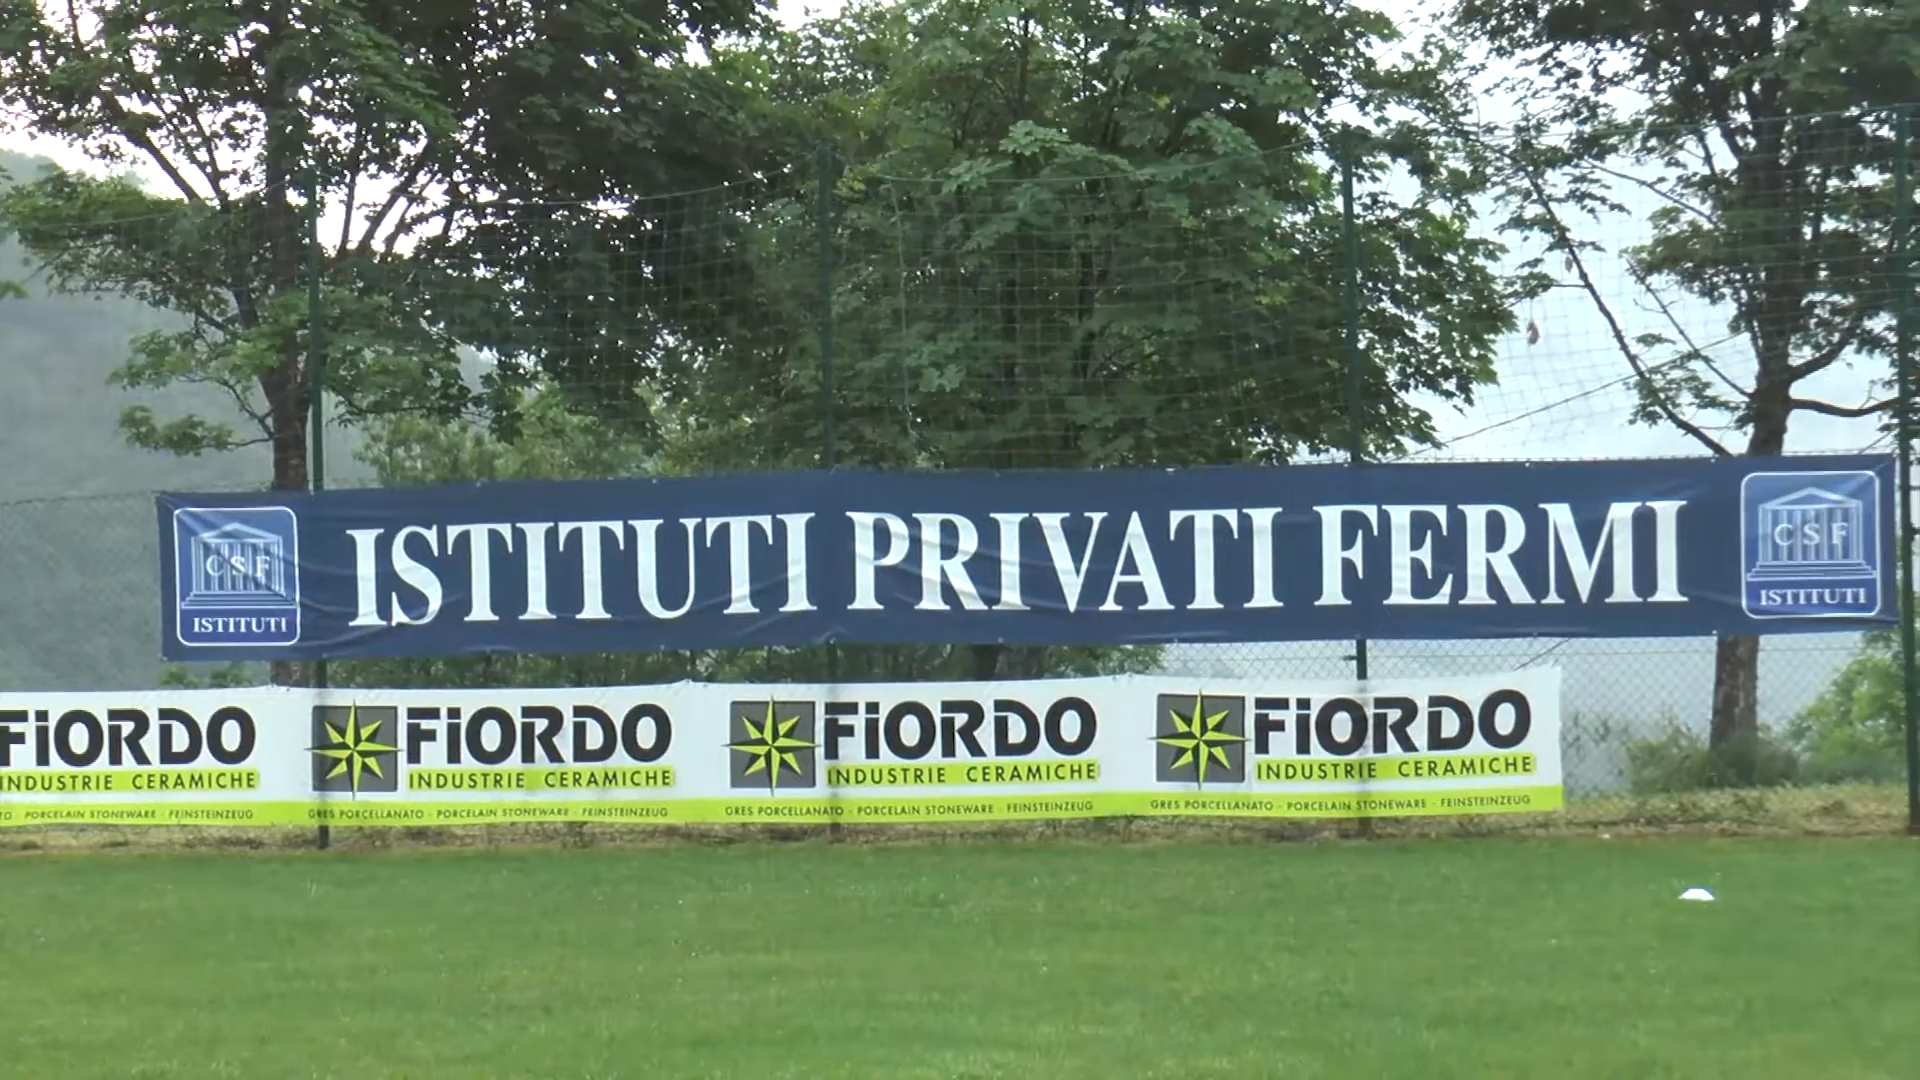 CSF
ISTITUTI
ISTITUTI PRIVATI FERMI
CSF
ISTITUTI
FiORDO
INDUSTRIE CERAMICHE
PORCELAIN STONEWARE - FEINSTEINZEUG
FiORDO
INDUSTRIE CERAMICHE
GRES PORCELLANATO - PORCELAIN STONEWARE - FEINSTEINZEUG
FiORDO
INDUSTRIE CERAMICHE
GRES PORCELLANATO - PORCELAIN STONEWARE - FEINSTEINZEUG
FiORDO
INDUSTRIE CERAMICHE
GRES PORCELLANATO - PORCELAIN STONEWARE - FEINSTEINZEUG